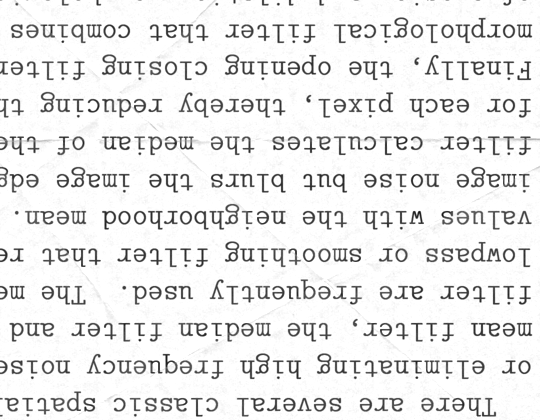 There are several classic spatial
or eliminating high frequency noise
mean filter, the median filter and
filter are frequently used. The me
lowpass or smoothing filter that re
values with the neighborhood mean.
image noise but blurs the image edg
filter calculates the median of the
for each pixel, thereby reducing th
Finally, the opening closing filter
morphological filter that combines